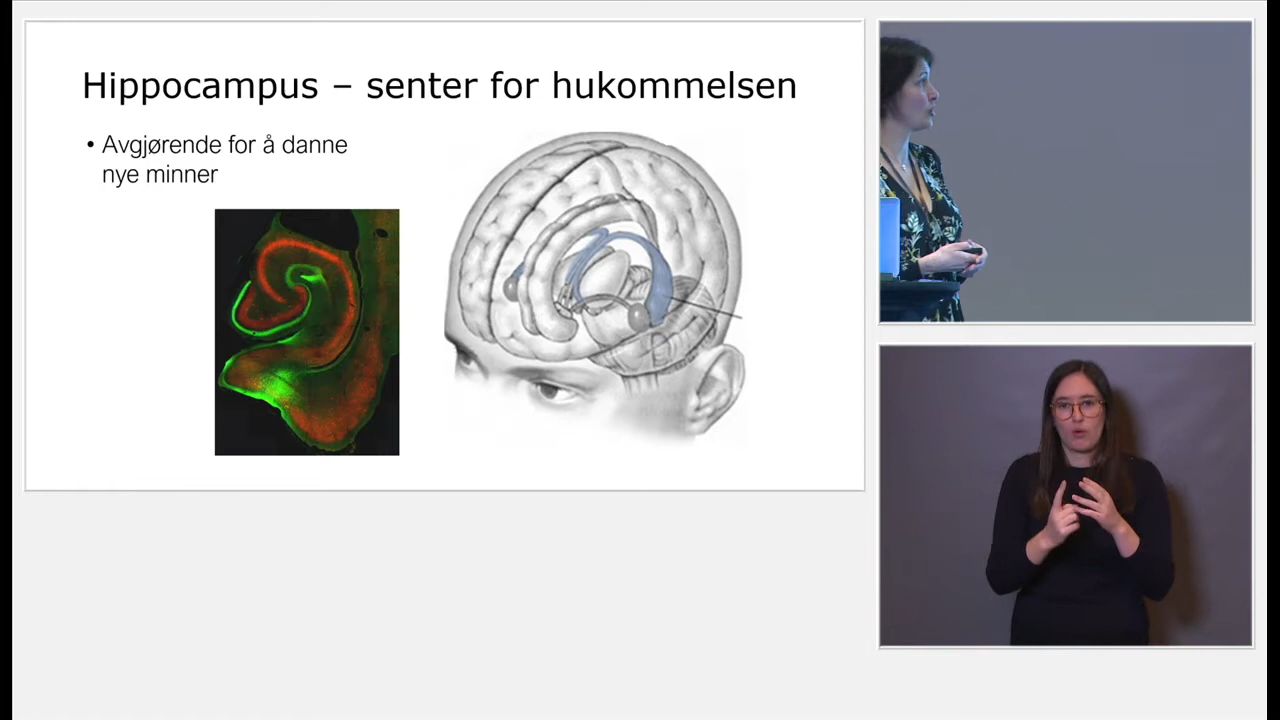 Hippocampus – senter for hukommelsen
• Avgjørende for å danne
nye minner